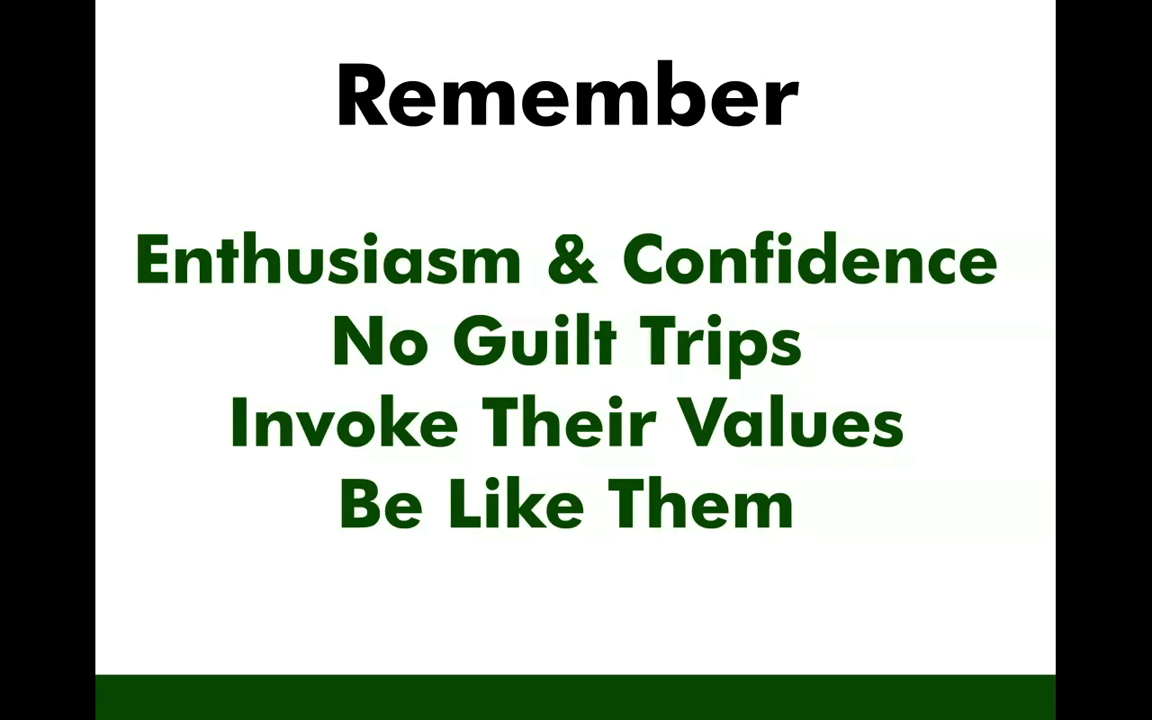 Remember
Enthusiasm & Confidence
No Guilt Trips
Invoke Their Values
Be Like Them